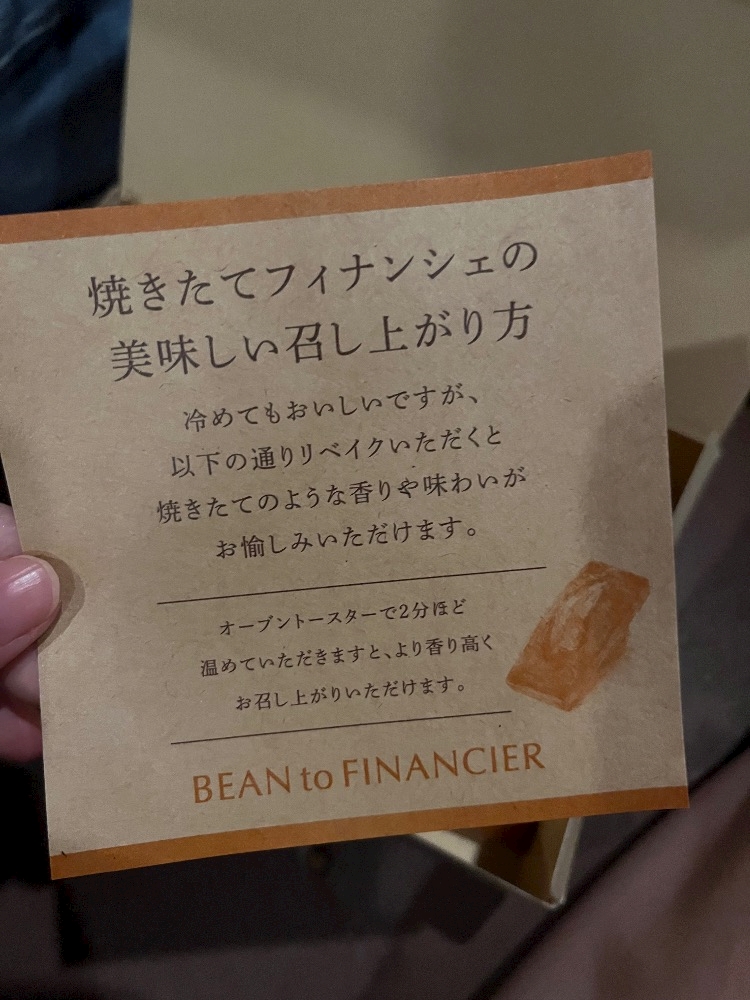 焼きたてフィナンシェの
美味しい召し上がり方
冷めてもおいしいですが、
以下の通りリベイクいただくと
焼きたてのような香りや味わいが
お愉しみいただけます。
オーブントースターで2分ほど
温めていただきますと、より香り高く
お召し上がりいただけます。
BEAN to FINANCIER